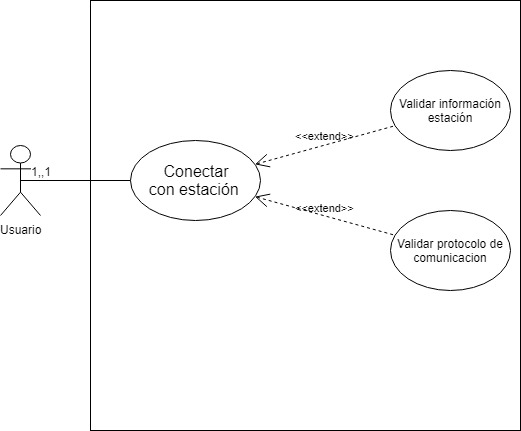 Validar información
estación
<<extend>>
1,,1
Conectar
con estación
<<extend>>
Usuario
Validar protocolo de
comunicacion